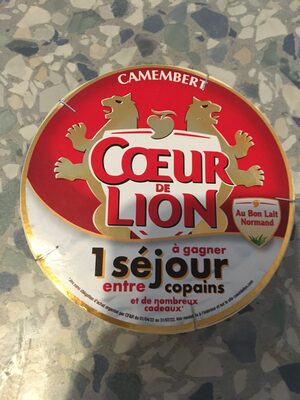 CAMEMBERT
CŒUR
DE
LION
Au Bon Lait
Normand
à gagner
1 séjour
entre copains
et de nombreux
cadeaux*